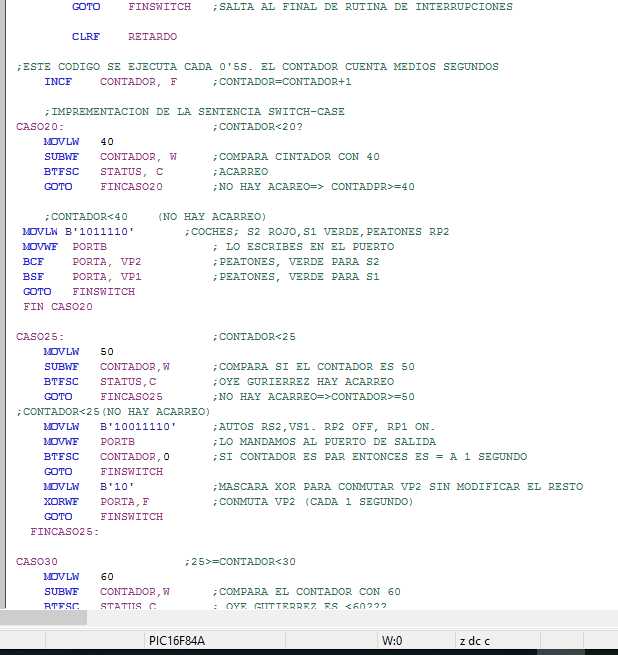 GOTO FINSWITCH ;SALTA AL FINAL DE RUTINA DE INTERRUPCIONES
CLRF RETARDO
;ESTE CODIGO SE EJECUTA CADA 0'5S. EL CONTADOR CUENTA MEDIOS SEGUNDOS
INCF CONTADOR, F ;CONTADOR=CONTADOR+1
;IMPREMENTACION DE LA SENTENCIA SWITCH-CASE
CASO20: ;CONTADOR<20?
MOVLW 40
SUBWF CONTADOR, W ;COMPARA CINTADOR CON 40
BTFSC STATUS, C ;ACARREO
GOTO FINCASO20 ;NO HAY ACAREO=> CONTADPR>=40
;CONTADOR<40 (NO HAY ACARREO)
MOVLW B'1011110' ;COCHES; S2 ROJO,S1 VERDE,PEATONES RP2
MOVWF PORTB ; LO ESCRIBES EN EL PUERTO
BCF PORTA, VP2 ;PEATONES, VERDE PARA S2
BSF PORTA, VP1 ;PEATONES, VERDE PARA S1
GOTO FINSWITCH
FIN CASO20
CASO25: ;CONTADOR<25
MOVLW 50
SUBWF CONTADOR,W ;COMPARA SI EL CONTADOR ES 50
BTFSC STATUS,C ;OYE GURIERREZ HAY ACARREO
GOTO FINCASO25 ;NO HAY ACARREO=>CONTADOR>=50
;CONTADOR<25(NO HAY ACARREO)
MOVLW B'10011110' ;AUTOS RS2,VS1. RP2 OFF, RP1 ON.
MOVWF PORTB ;LO MANDAMOS AL PUERTO DE SALIDA
BTFSC CONTADOR,0 ;SI CONTADOR ES PAR ENTONCES ES = A 1 SEGUNDO
GOTO FINSWITCH
MOVLW B'10' ;MASCARA XOR PARA CONMUTAR VP2 SIN MODIFICAR EL RESTO
XORWF PORTA,F ;CONMUTA VP2 (CADA 1 SEGUNDO)
GOTO FINSWITCH
FINCASO25:
CASO30 ;25>=CONTADOR<30
MOVLW 60
SUBWF CONTADOR,W ;COMPARA EL CONTADOR CON 60
BTFSC STATUS,C ; OYE GUTIERREZ ES <60???
PIC16F84A W:0 z dc c